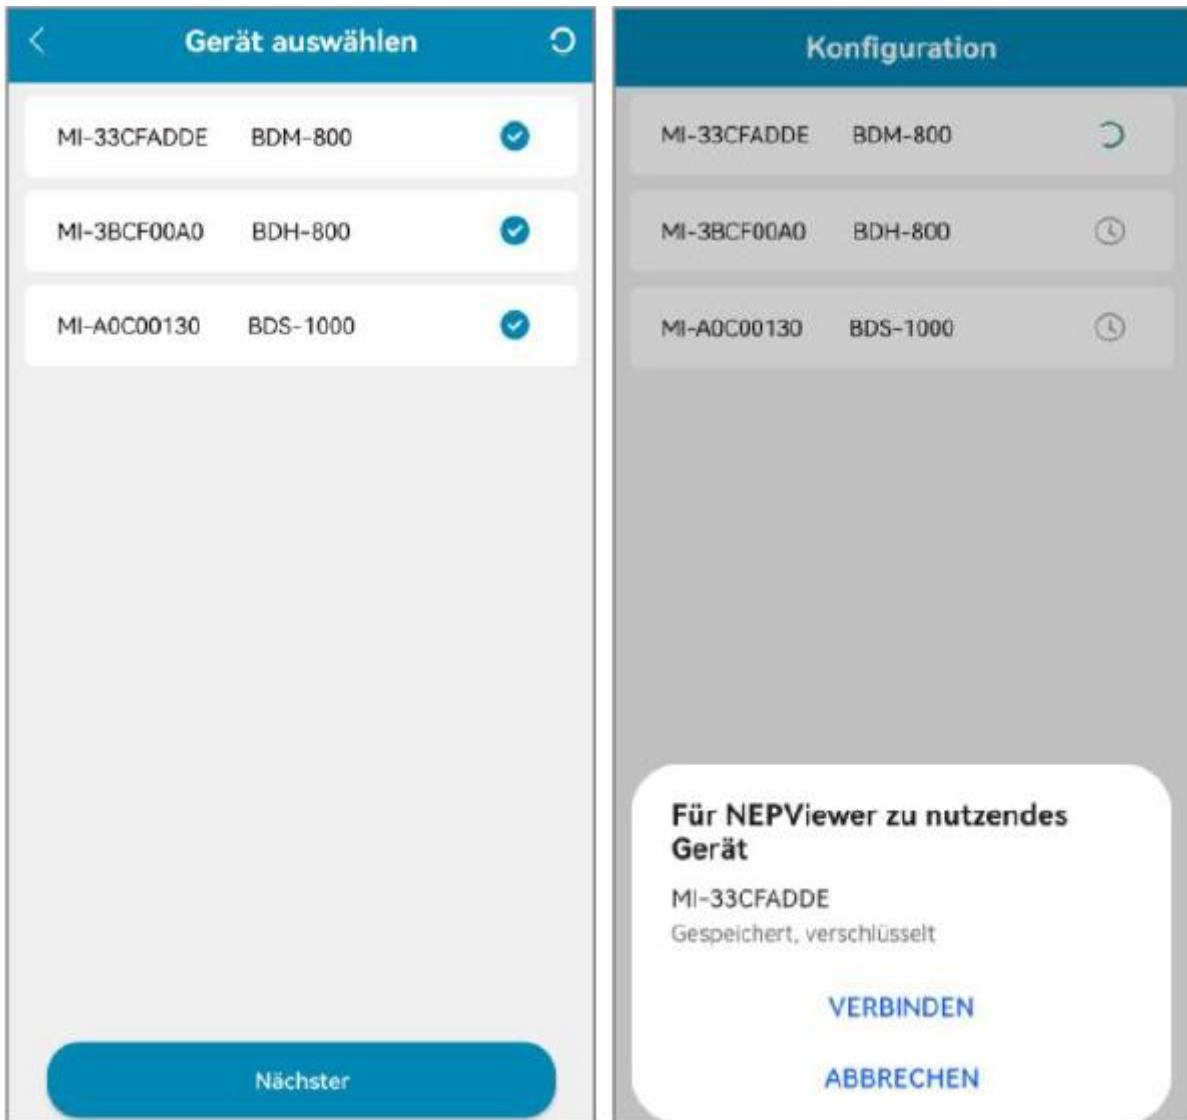 Gerät auswählen
MI-33CFADDE BDM-800
MI-3BCF00A0 BDH-800
MI-A0C00130 BDS-1000
Nächster
Konfiguration
MI-33CFADDE BDM-800
MI-3BCF00A0 BDH-800
MI-A0C00130 BDS-1000
Für NEPViewer zu nutzendes
Gerät
MI-33CFADDE
Gespeichert, verschlüsselt
VERBINDEN
ABBRECHEN